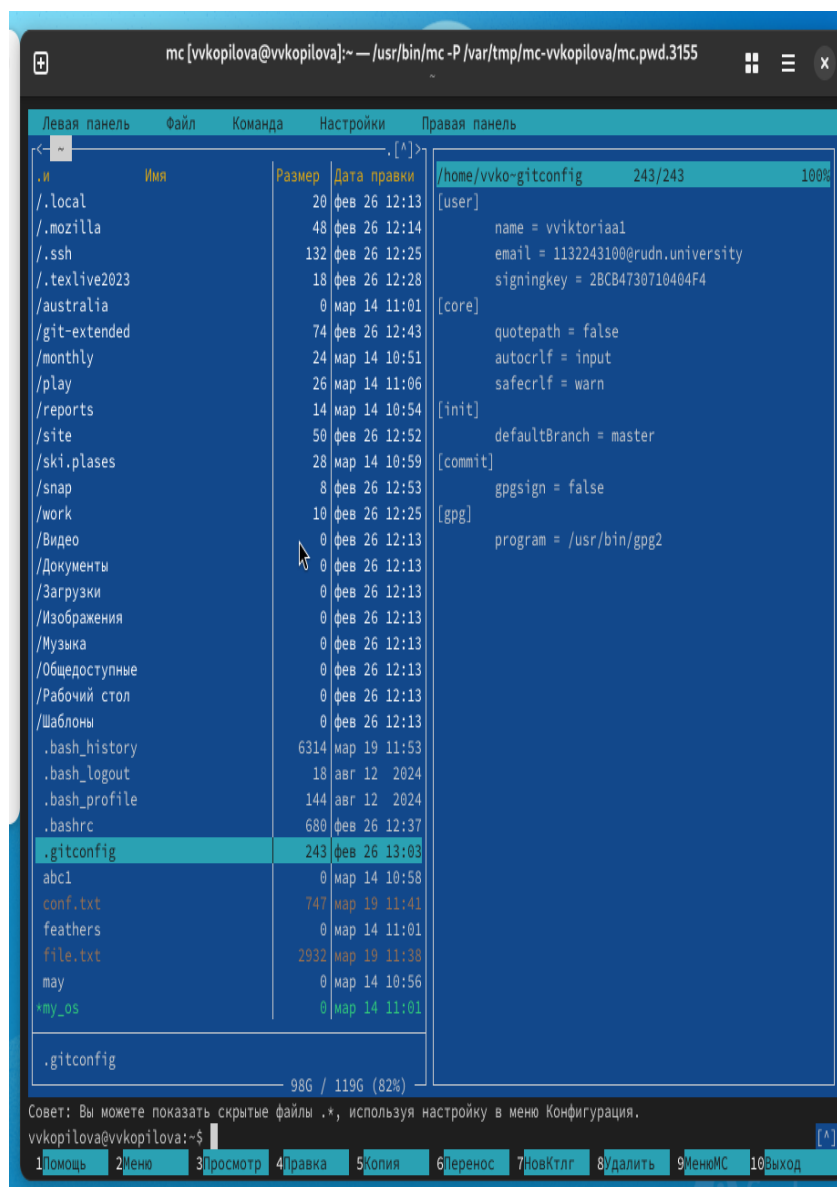 mc [vvkopilova@vvkopilova]:~ — /usr/bin/mc -P /var/tmp/mc-vvkopilova/mc.pwd.3155
~
Левая панель Файл Команда Настройки Правая панель
<- ~ .[^]>
.и Имя Размер Дата правки
/.local 20 фев 26 12:13
/.mozilla 48 фев 26 12:14
/.ssh 132 фев 26 12:25
/.texlive2023 18 фев 26 12:28
/australia 0 мар 14 11:01
/git-extended 74 фев 26 12:43
/monthly 24 мар 14 10:51
/play 26 мар 14 11:06
/reports 14 мар 14 10:54
/site 50 фев 26 12:52
/ski.plases 28 мар 14 10:59
/snap 8 фев 26 12:53
/work 10 фев 26 12:25
/Видео 0 фев 26 12:13
/Документы 0 фев 26 12:13
/Загрузки 0 фев 26 12:13
/Изображения 0 фев 26 12:13
/Музыка 0 фев 26 12:13
/Общедоступные 0 фев 26 12:13
/Рабочий стол 0 фев 26 12:13
/Шаблоны 0 фев 26 12:13
.bash_history 6314 мар 19 11:53
.bash_logout 18 авг 12 2024
.bash_profile 144 авг 12 2024
.bashrc 680 фев 26 12:37
.gitconfig 243 фев 26 13:03
abc1 0 мар 14 10:58
conf.txt 747 мар 19 11:41
feathers 0 мар 14 11:01
file.txt 2932 мар 19 11:38
may 0 мар 14 10:56
*my_os 0 мар 14 11:01
.gitconfig
98G / 119G (82%)
/home/vvko~gitconfig 243/243 100%
[user]
name = vviktoriaa1
email = 1132243100@rudn.university
signingkey = 2BCB4730710404F4
[core]
quotepath = false
autocrlf = input
safecrlf = warn
[init]
defaultBranch = master
[commit]
gpgsign = false
[gpg]
program = /usr/bin/gpg2
Совет: Вы можете показать скрытые файлы .*, используя настройку в меню Конфигурация.
vvkopilova@vvkopilova:~$ [^]
1Помощь 2Меню 3Просмотр 4Правка 5Копия 6Перенос 7НовКтлг 8Удалить 9МенюMC 10Выход